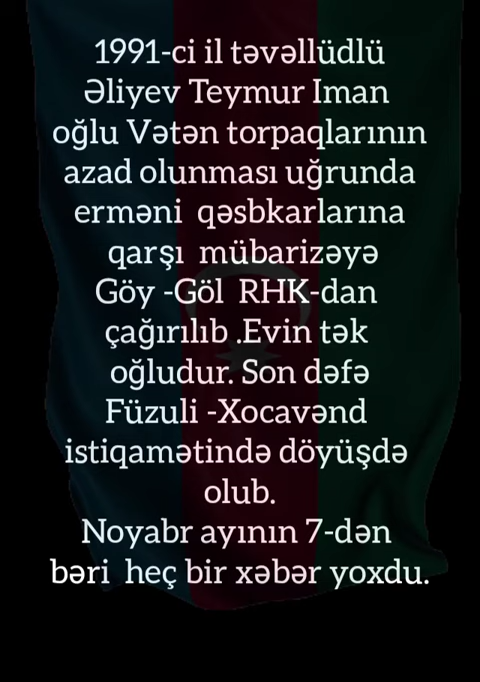 1991-ci il təvəllüdlü
Əliyev Teymur Iman
oğlu Vətən torpaqlarının
azad olunması uğrunda
erməni qəsbkarlarına
qarşı mübarizəyə
Göy -Göl RHK-dan
çağırılıb .Evin tək
oğludur. Son dəfə
Füzuli -Xocavənd
istiqamətində döyüşdə
olub.
Noyabr ayının 7-dən
bəri heç bir xəbər yoxdu.